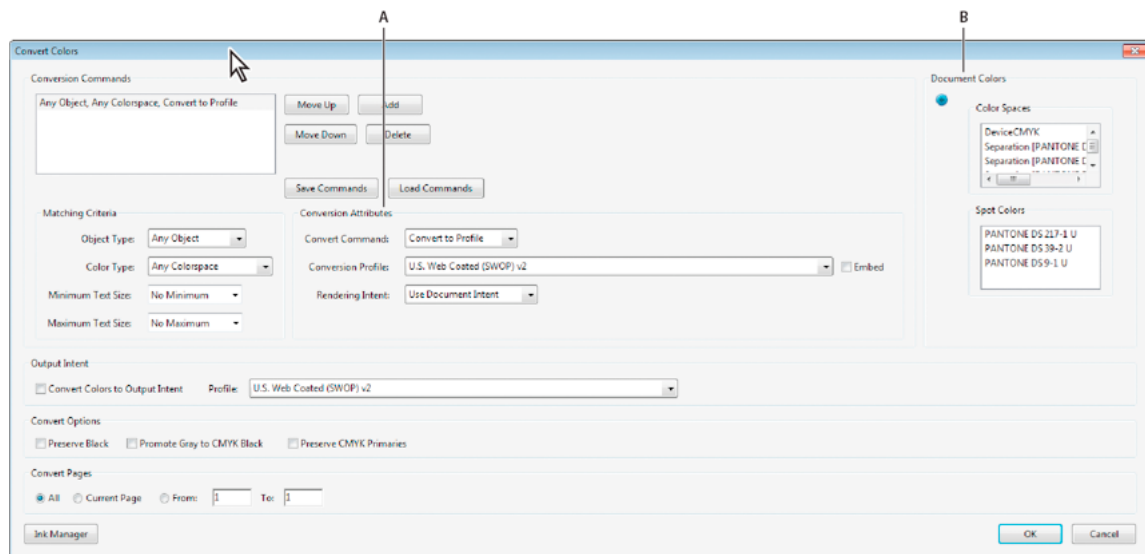 A
B
Convert Colors
Conversion Commands
Any Object, Any Colorspace, Convert to Profile
Move Up
Add
Move Down
Delete
Save Commands
Load Commands
Matching Criteria
Object Type: Any Object
Color Type: Any Colorspace
Minimum Text Size: No Minimum
Maximum Text Size: No Maximum
Conversion Attributes
Convert Command: Convert to Profile
Conversion Profile: U.S. Web Coated (SWOP) v2
Embed
Rendering Intent: Use Document Intent
Document Colors
Color Spaces
DeviceCMYK
Separation [PANTONE D
Separation [PANTONE D
Spot Colors
PANTONE DS 217-1 U
PANTONE DS 39-2 U
PANTONE DS 9-1 U
Output Intent
Convert Colors to Output Intent Profile: U.S. Web Coated (SWOP) v2
Convert Options
Preserve Black Promote Gray to CMYK Black Preserve CMYK Primaries
Convert Pages
All Current Page From: 1 To: 1
Ink Manager
OK
Cancel